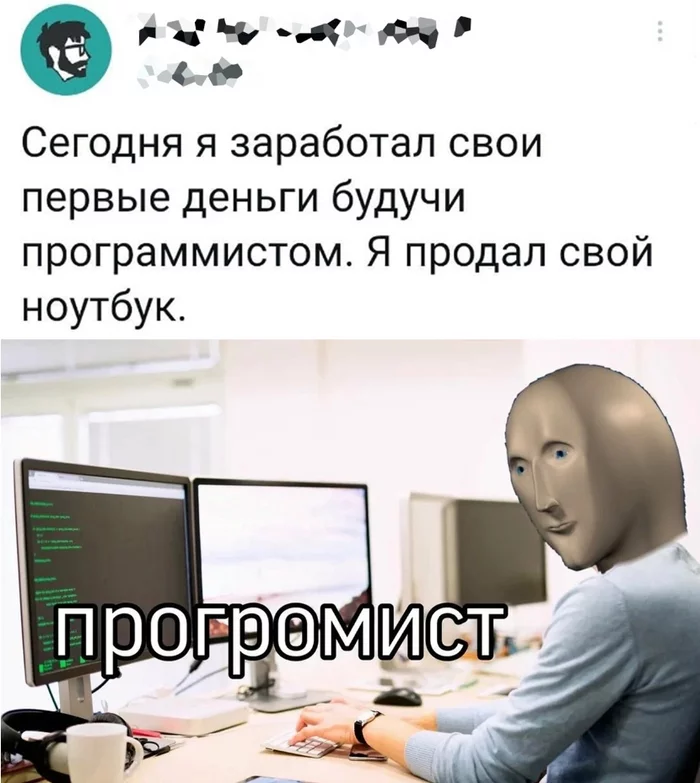 Сегодня я заработал свои
первые деньги будучи
программистом. Я продал свой
ноутбук.
прогромист